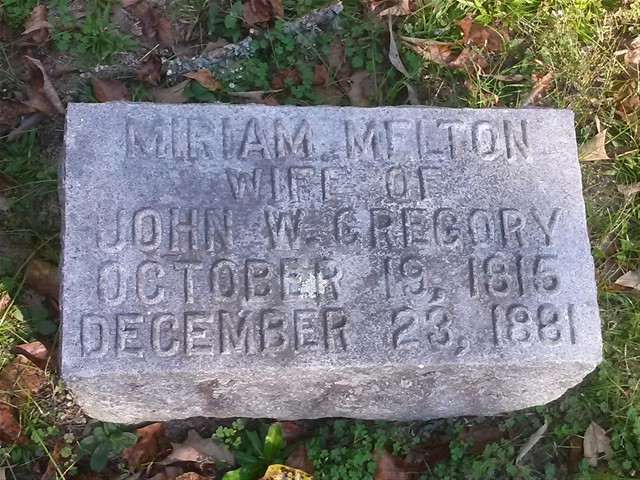 MIRIAM MELTON
WIFE OF
JOHN W. GREGORY
OCTOBER 19, 1815
DECEMBER 23, 1881